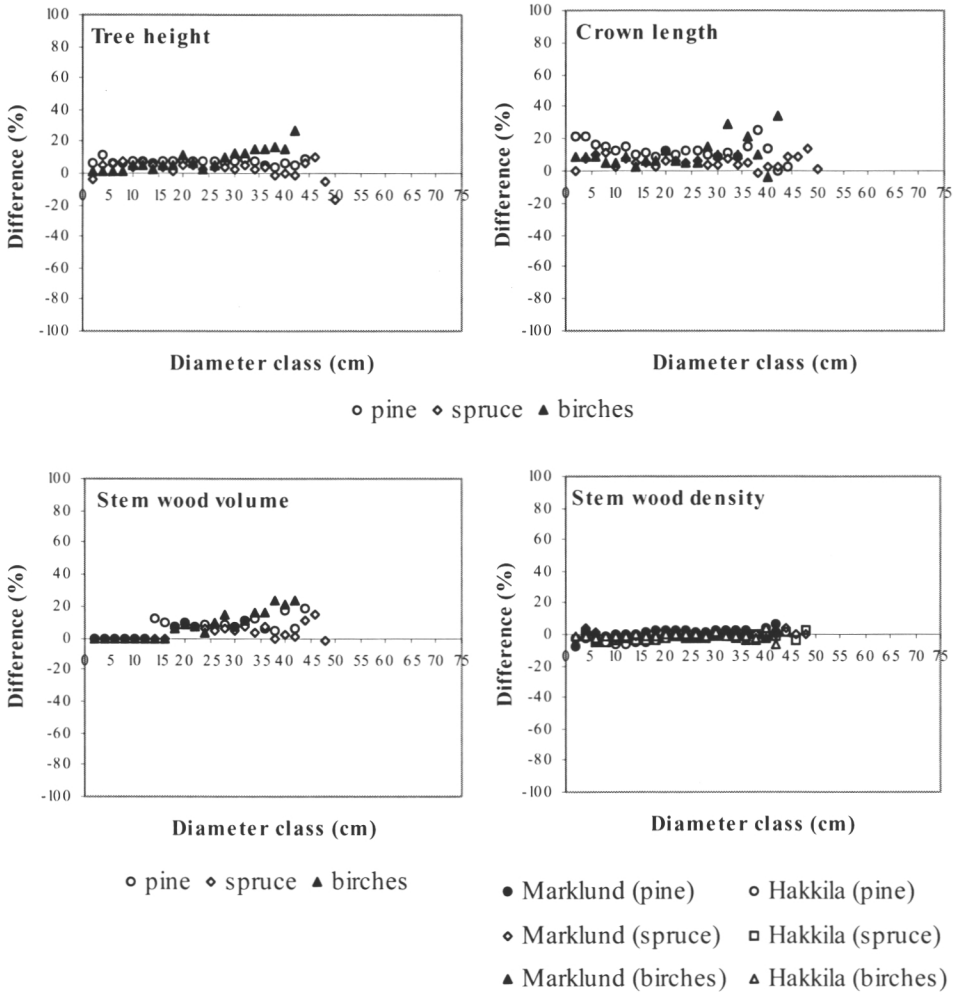 Tree height
Difference (%)
100
80
60
40
20
0
-20
-40
-60
-80
-100
0 5 10 15 20 25 30 35 40 45 50 55 60 65 70 75
Diameter class (cm)
Crown length
Difference (%)
100
80
60
40
20
0
-20
-40
-60
-80
-100
0 5 10 15 20 25 30 35 40 45 50 55 60 65 70 75
Diameter class (cm)
pine spruce birches
Stem wood volume
Difference (%)
100
80
60
40
20
0
-20
-40
-60
-80
-100
0 5 10 15 20 25 30 35 40 45 50 55 60 65 70 75
Diameter class (cm)
pine spruce birches
Stem wood density
Difference (%)
100
80
60
40
20
0
-20
-40
-60
-80
-100
0 5 10 15 20 25 30 35 40 45 50 55 60 65 70 75
Diameter class (cm)
Marklund (pine) Hakkila (pine)
Marklund (spruce) Hakkila (spruce)
Marklund (birches) Hakkila (birches)